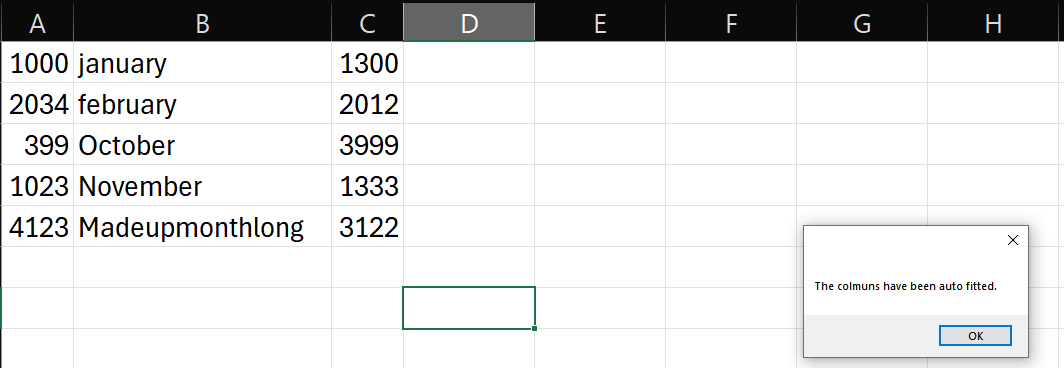 A B C D E F G H
1000 january 1300
2034 february 2012
399 October 3999
1023 November 1333
4123 Madeupmonthlong 3122
The colmuns have been auto fitted.
OK